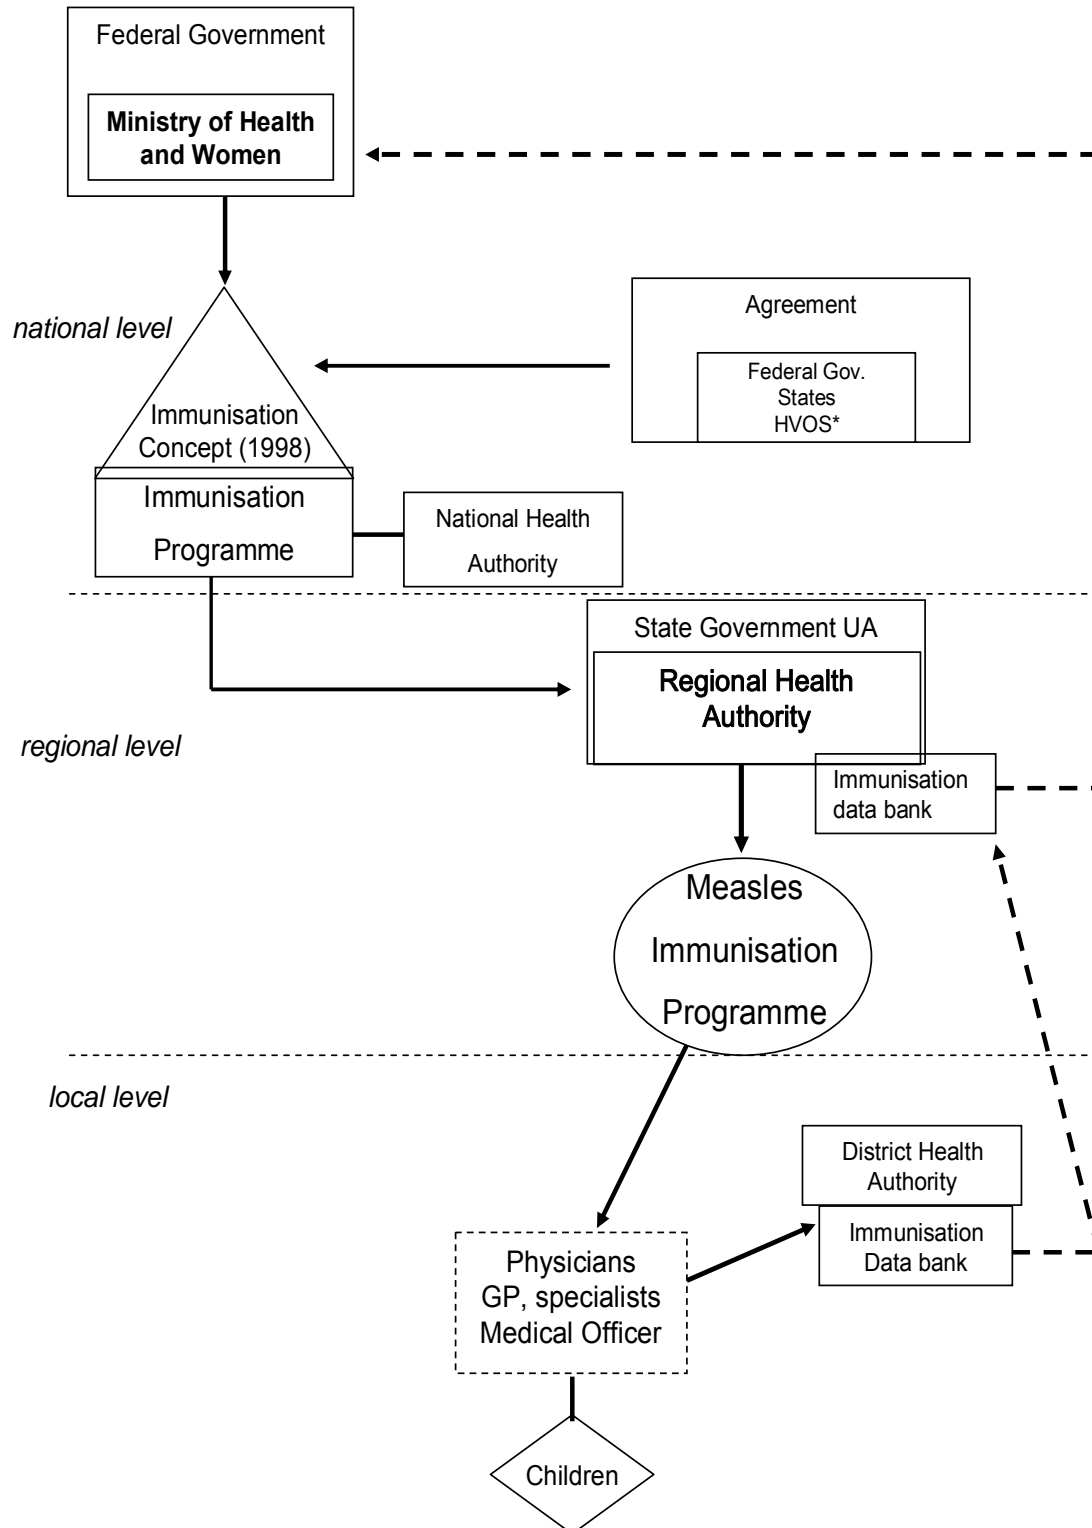 Federal Government
Ministry of Health
and Women
national level
Agreement
Federal Gov.
States
HVOS*
Immunisation
Concept (1998)
Immunisation
Programme
National Health
Authority
State Government UA
Regional Health
Authority
regional level
Immunisation
data bank
Measles
Immunisation
Programme
local level
District Health
Authority
Immunisation
Data bank
Physicians
GP, specialists
Medical Officer
Children